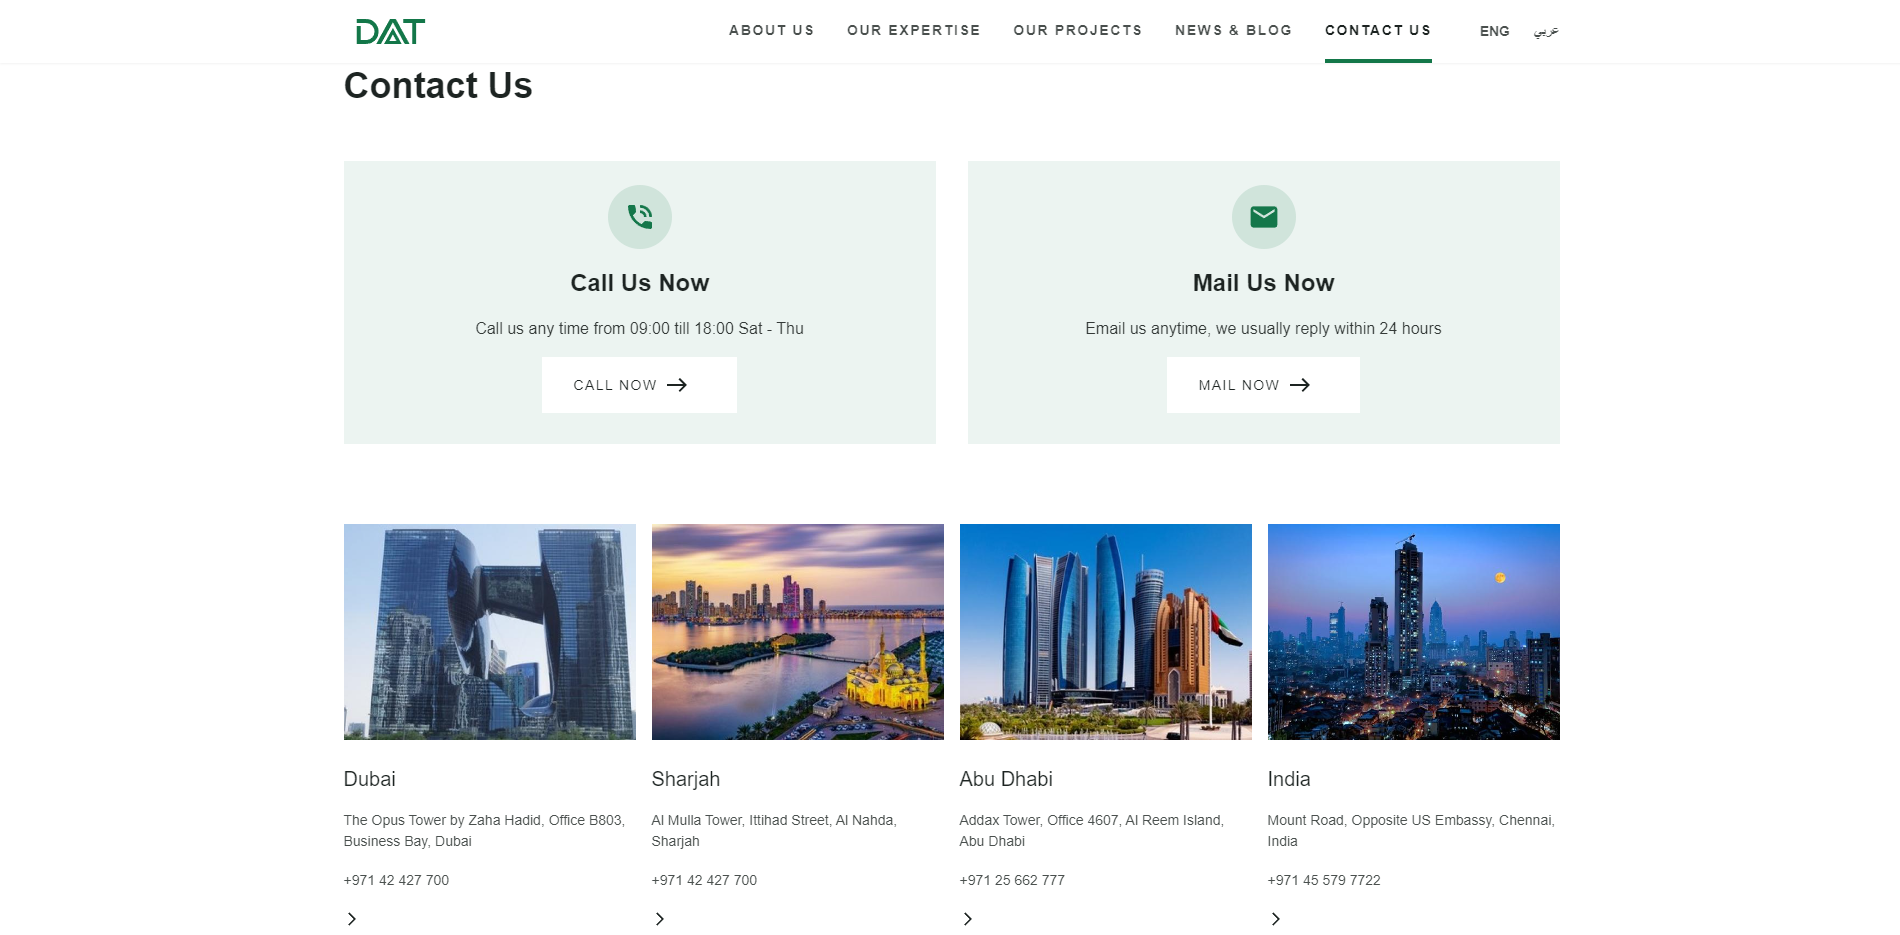 DAT
ABOUT US
OUR EXPERTISE
OUR PROJECTS
NEWS & BLOG
CONTACT US
ENG
عربي
Contact Us
Call Us Now
Call us any time from 09:00 till 18:00 Sat - Thu
CALL NOW
Mail Us Now
Email us anytime, we usually reply within 24 hours
MAIL NOW
Dubai
The Opus Tower by Zaha Hadid, Office B803,
Business Bay, Dubai
+971 42 427 700
Sharjah
Al Mulla Tower, Ittihad Street, Al Nahda,
Sharjah
+971 42 427 700
Abu Dhabi
Addax Tower, Office 4607, Al Reem Island,
Abu Dhabi
+971 25 662 777
India
Mount Road, Opposite US Embassy, Chennai,
India
+971 45 579 7722